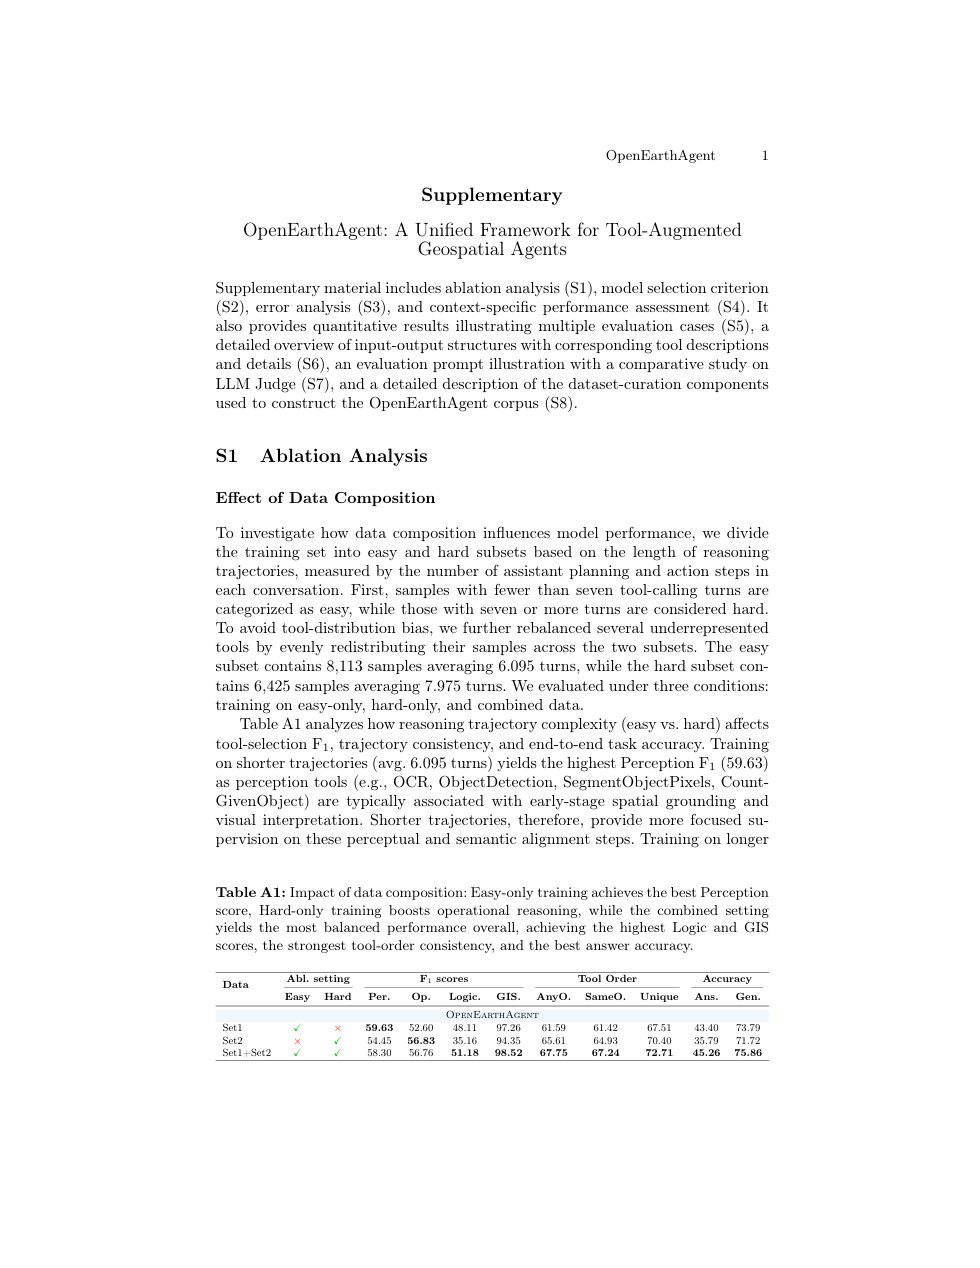 OpenEarthAgent 1
Supplementary
OpenEarthAgent: A Unified Framework for Tool-Augmented
Geospatial Agents
Supplementary material includes ablation analysis (S1), model selection criterion
(S2), error analysis (S3), and context-specific performance assessment (S4). It
also provides quantitative results illustrating multiple evaluation cases (S5), a
detailed overview of input-output structures with corresponding tool descriptions
and details (S6), an evaluation prompt illustration with a comparative study on
LLM Judge (S7), and a detailed description of the dataset-curation components
used to construct the OpenEarthAgent corpus (S8).
S1 Ablation Analysis
Effect of Data Composition
To investigate how data composition influences model performance, we divide
the training set into easy and hard subsets based on the length of reasoning
trajectories, measured by the number of assistant planning and action steps in
each conversation. First, samples with fewer than seven tool-calling turns are
categorized as easy, while those with seven or more turns are considered hard.
To avoid tool-distribution bias, we further rebalanced several underrepresented
tools by evenly redistributing their samples across the two subsets. The easy
subset contains 8,113 samples averaging 6.095 turns, while the hard subset con-
tains 6,425 samples averaging 7.975 turns. We evaluated under three conditions:
training on easy-only, hard-only, and combined data.
Table A1 analyzes how reasoning trajectory complexity (easy vs. hard) affects
tool-selection F₁, trajectory consistency, and end-to-end task accuracy. Training
on shorter trajectories (avg. 6.095 turns) yields the highest Perception F₁ (59.63)
as perception tools (e.g., OCR, ObjectDetection, SegmentObjectPixels, Count-
GivenObject) are typically associated with early-stage spatial grounding and
visual interpretation. Shorter trajectories, therefore, provide more focused su-
pervision on these perceptual and semantic alignment steps. Training on longer
Table A1: Impact of data composition: Easy-only training achieves the best Perception
score, Hard-only training boosts operational reasoning, while the combined setting
yields the most balanced performance overall, achieving the highest Logic and GIS
scores, the strongest tool-order consistency, and the best answer accuracy.
Data Abl. setting F₁ scores Tool Order Accuracy
Easy Hard Per. Op. Logic. GIS. AnyO. SameO. Unique Ans. Gen.
OpenEarthAgent
Set1 ✓ × 59.63 52.60 48.11 97.26 61.59 61.42 67.51 43.40 73.79
Set2 × ✓ 54.45 56.83 35.16 94.35 65.61 64.93 70.40 35.79 71.72
Set1+Set2 ✓ ✓ 58.30 56.76 51.18 98.52 67.75 67.24 72.71 45.26 75.86